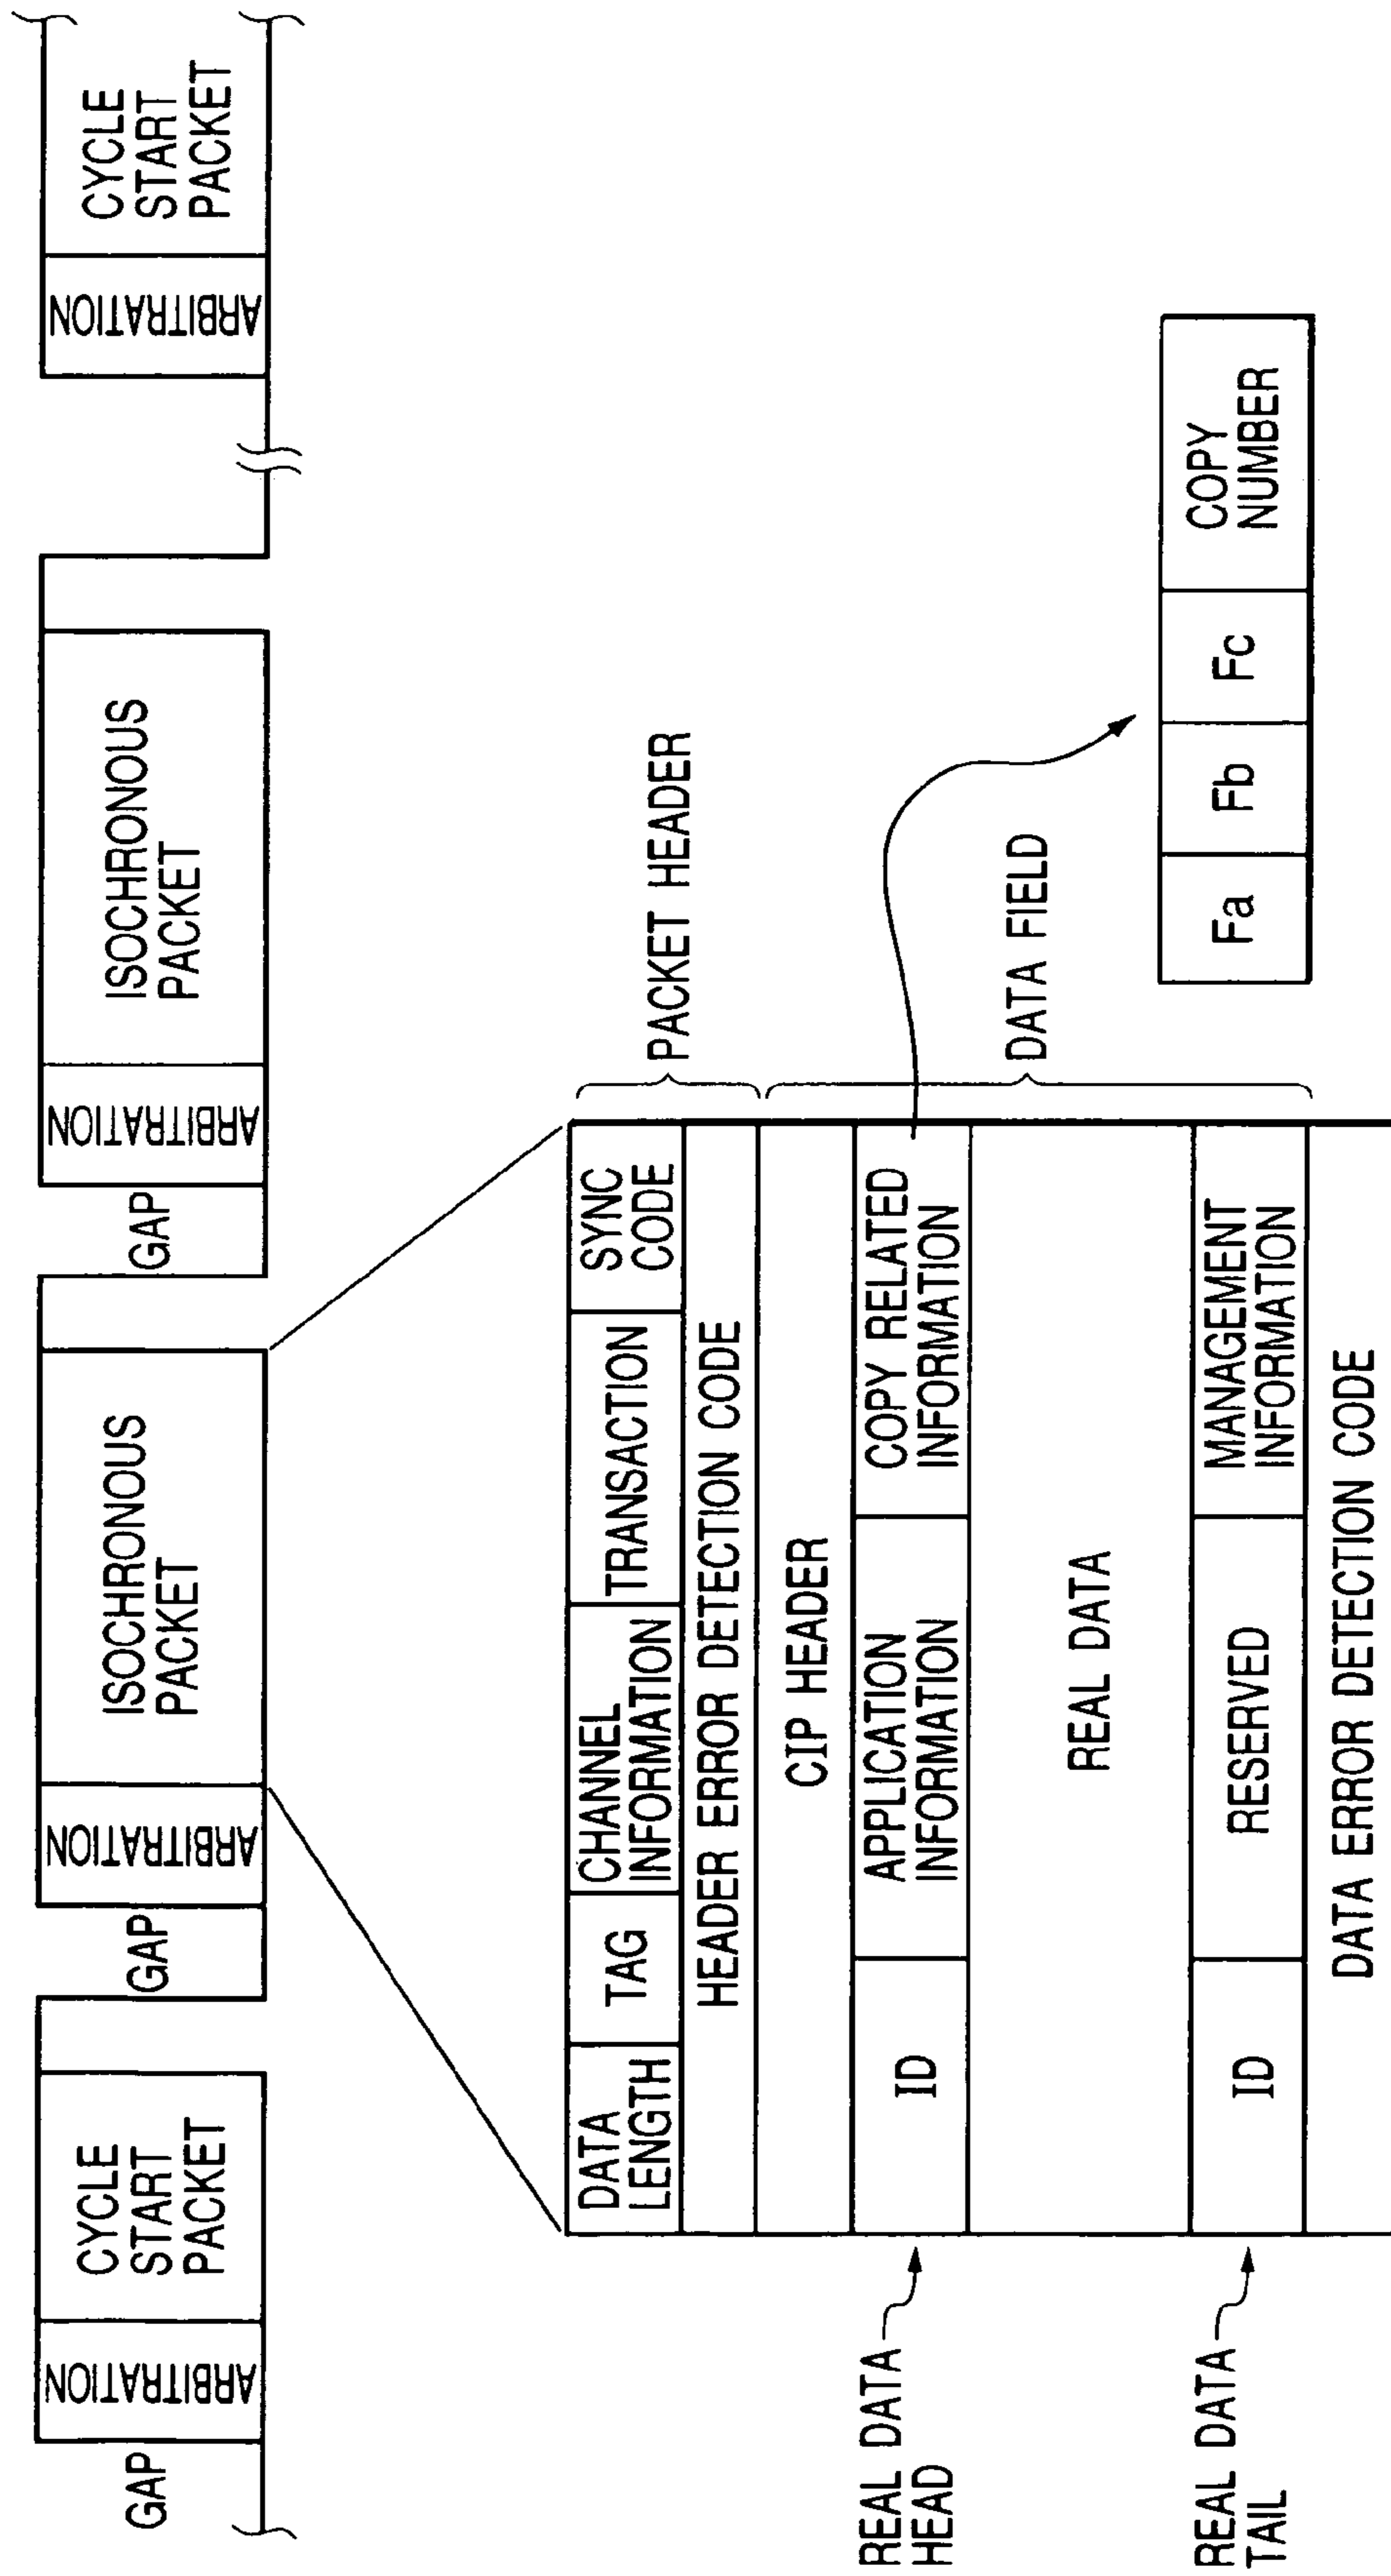 GAP
ARBITRATION
CYCLE
START
PACKET
GAP
ARBITRATION
ISOCHRONOUS
PACKET
GAP
ARBITRATION
ISOCHRONOUS
PACKET
ARBITRATION
CYCLE
START
PACKET
DATA
LENGTH
TAG
CHANNEL
INFORMATION
TRANSACTION
SYNC
CODE
PACKET HEADER
HEADER ERROR DETECTION CODE
CIP HEADER
REAL DATA
HEAD
ID
APPLICATION
INFORMATION
COPY RELATED
INFORMATION
DATA FIELD
REAL DATA
REAL DATA
TAIL
ID
RESERVED
MANAGEMENT
INFORMATION
Fa
Fb
Fc
COPY
NUMBER
DATA ERROR DETECTION CODE